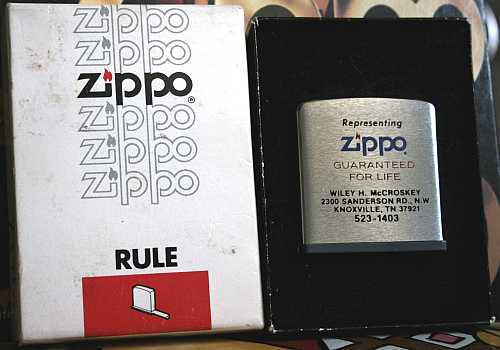 zippo
zippo
zippo®
zippo
zippo
zippo
RULE
Representing
zippo®
GUARANTEED
FOR LIFE
WILEY H. McCROSKEY
2300 SANDERSON RD., N.W
KNOXVILLE, TN 37921
523-1403